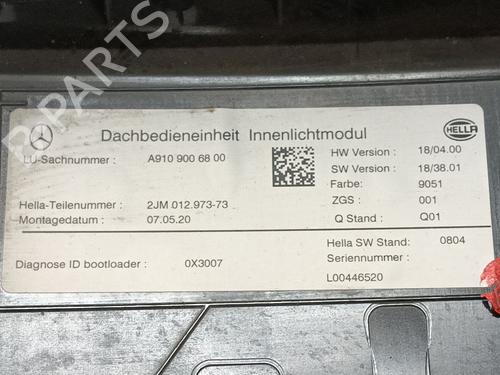 Dachbedieneinheit Innenlichtmodul
HELLA
LU-Sachnummer : A910 900 68 00
HW Version : 18/04.00
SW Version : 18/38.01
Farbe: 9051
ZGS : 001
Q Stand : Q01
Hella-Teilenummer : 2JM 012.973-73
Montagedatum : 07.05.20
Hella SW Stand: 0804
Seriennummer :
L00446520
Diagnose ID bootloader : 0X3007
B-PARTS